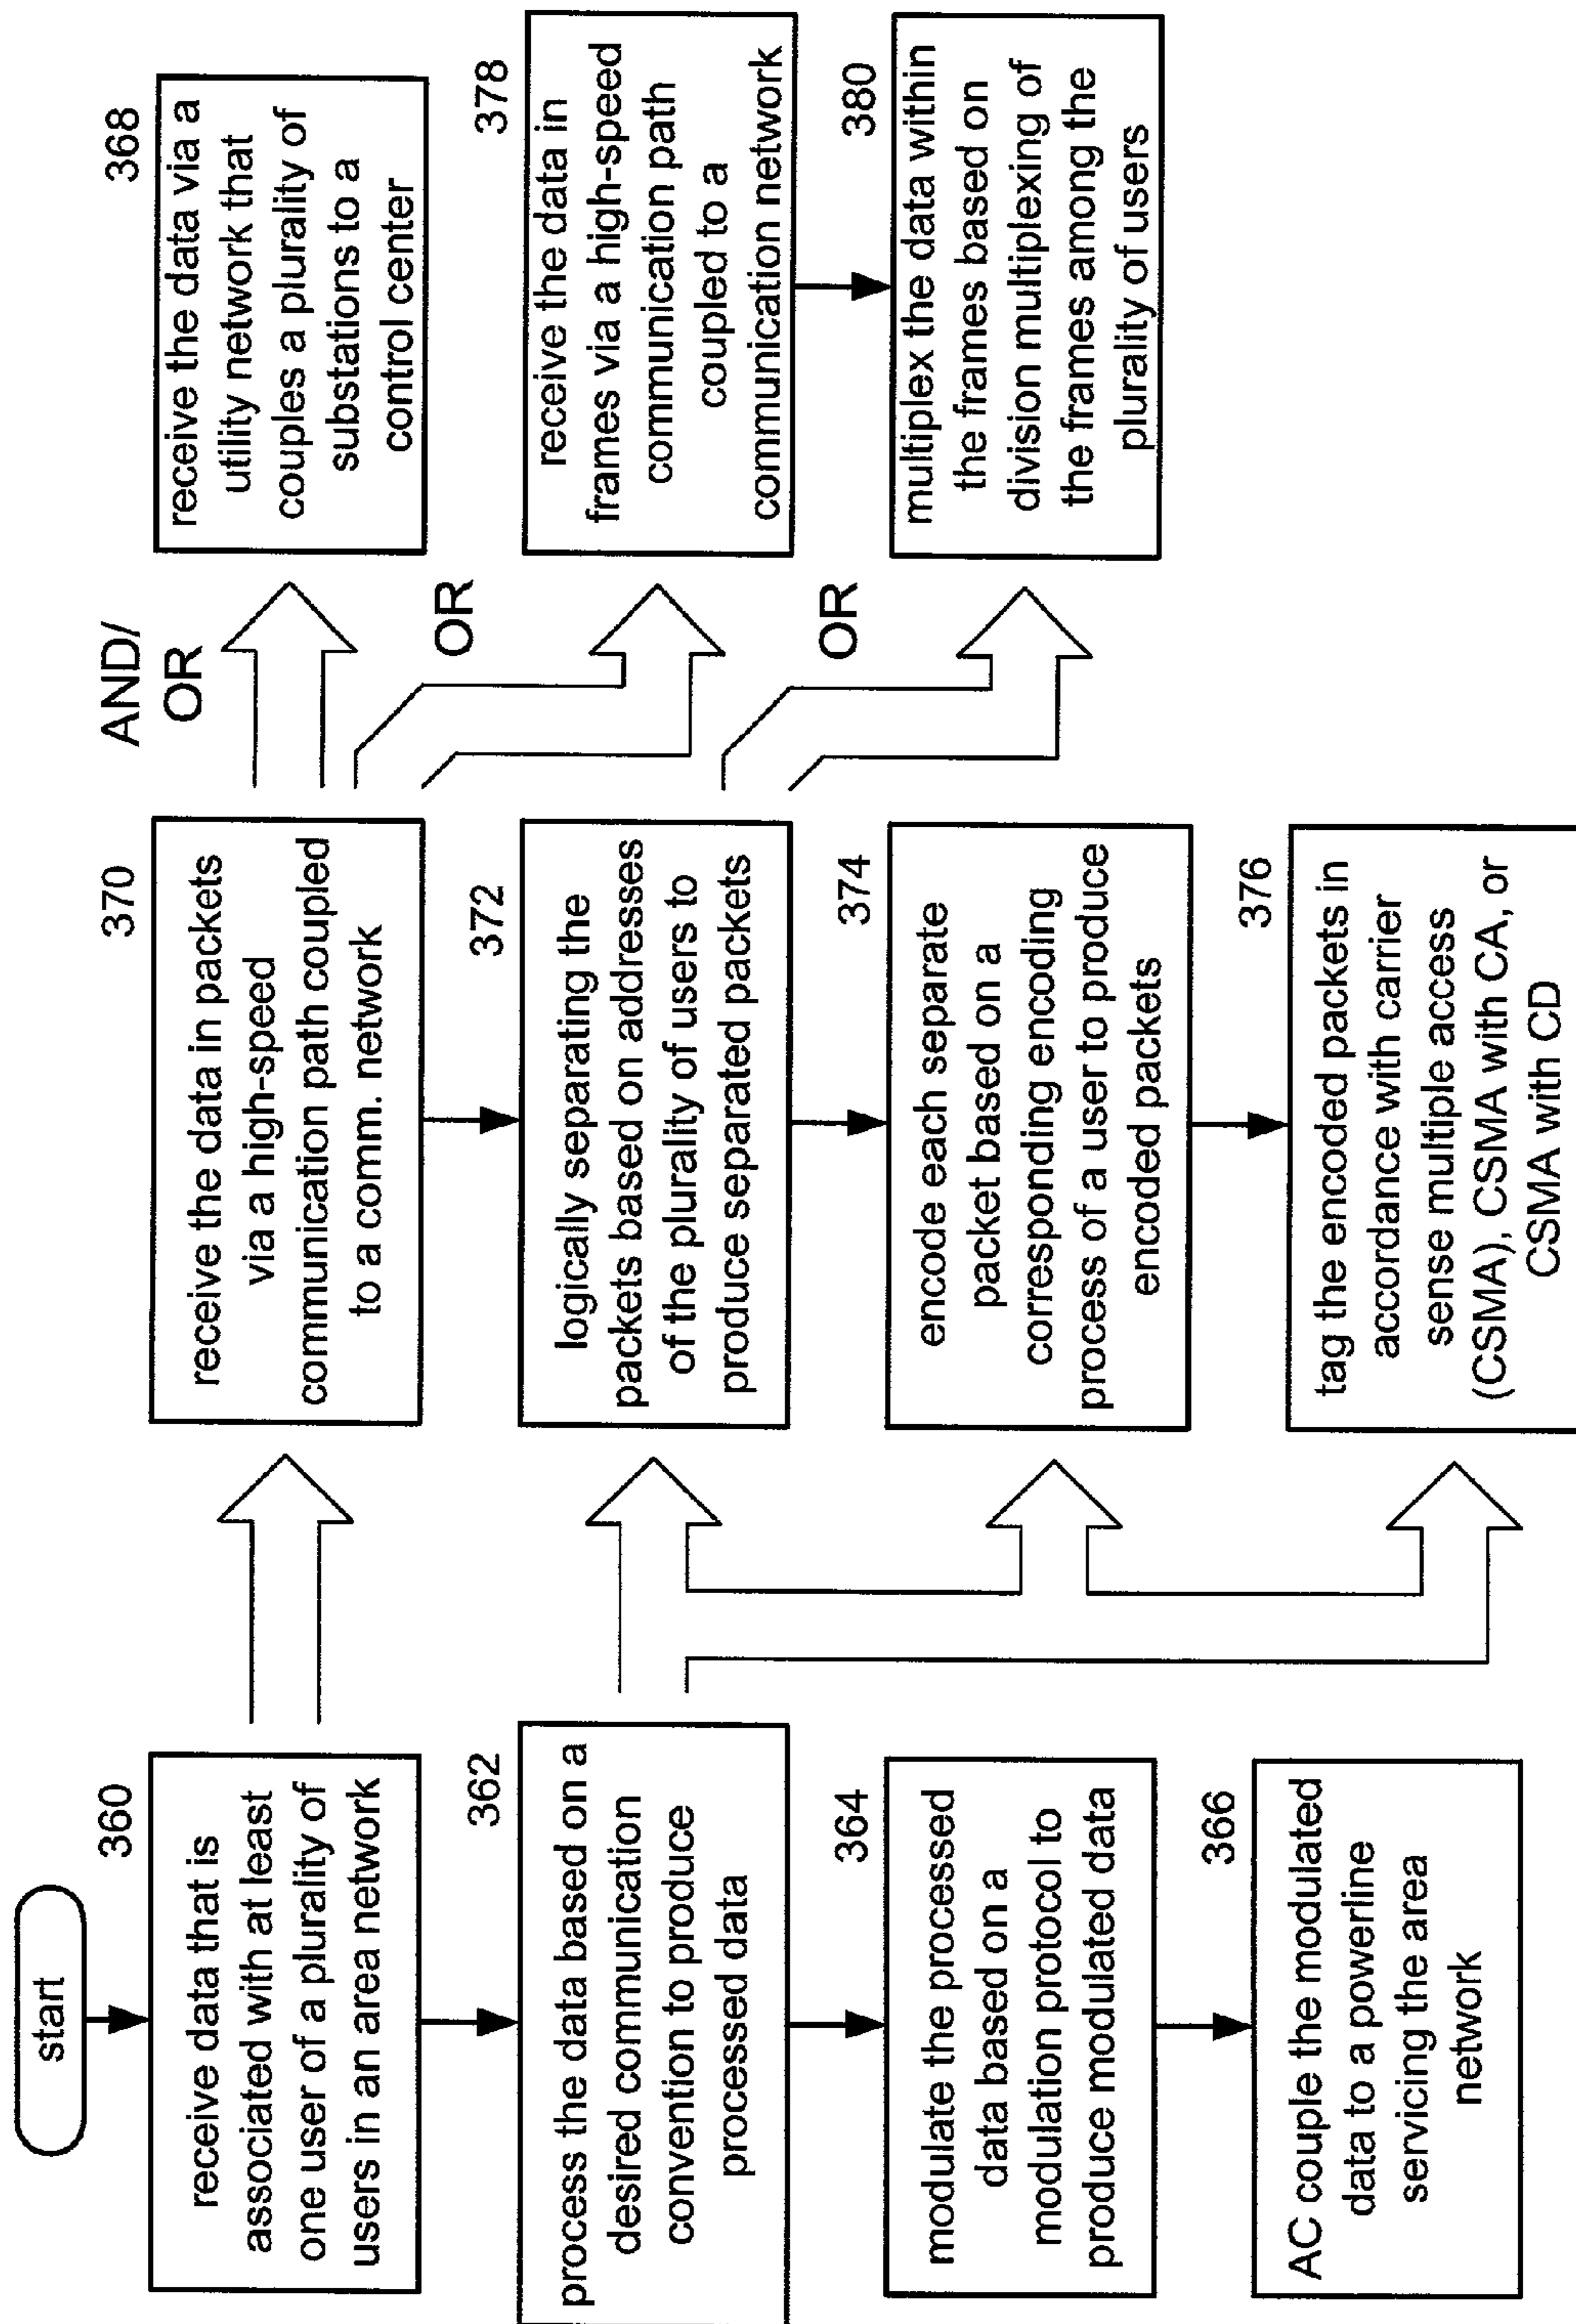 start
360
receive data that is
associated with at least
one user of a plurality of
users in an area network
362
process the data based on a
desired communication
convention to produce
processed data
364
modulate the processed
data based on a
modulation protocol to
produce modulated data
366
AC couple the modulated
data to a powerline
servicing the area
network
370
receive the data in packets
via a high-speed
communication path coupled
to a comm. network
372
logically separating the
packets based on addresses
of the plurality of users to
produce separated packets
374
encode each separate
packet based on a
corresponding encoding
process of a user to produce
encoded packets
376
tag the encoded packets in
accordance with carrier
sense multiple access
(CSMA), CSMA with CA, or
CSMA with CD
AND/
OR
OR
OR
368
receive the data via a
utility network that
couples a plurality of
substations to a
control center
378
receive the data in
frames via a high-speed
communication path
coupled to a
communication network
380
multiplex the data within
the frames based on
division multiplexing of
the frames among the
plurality of users